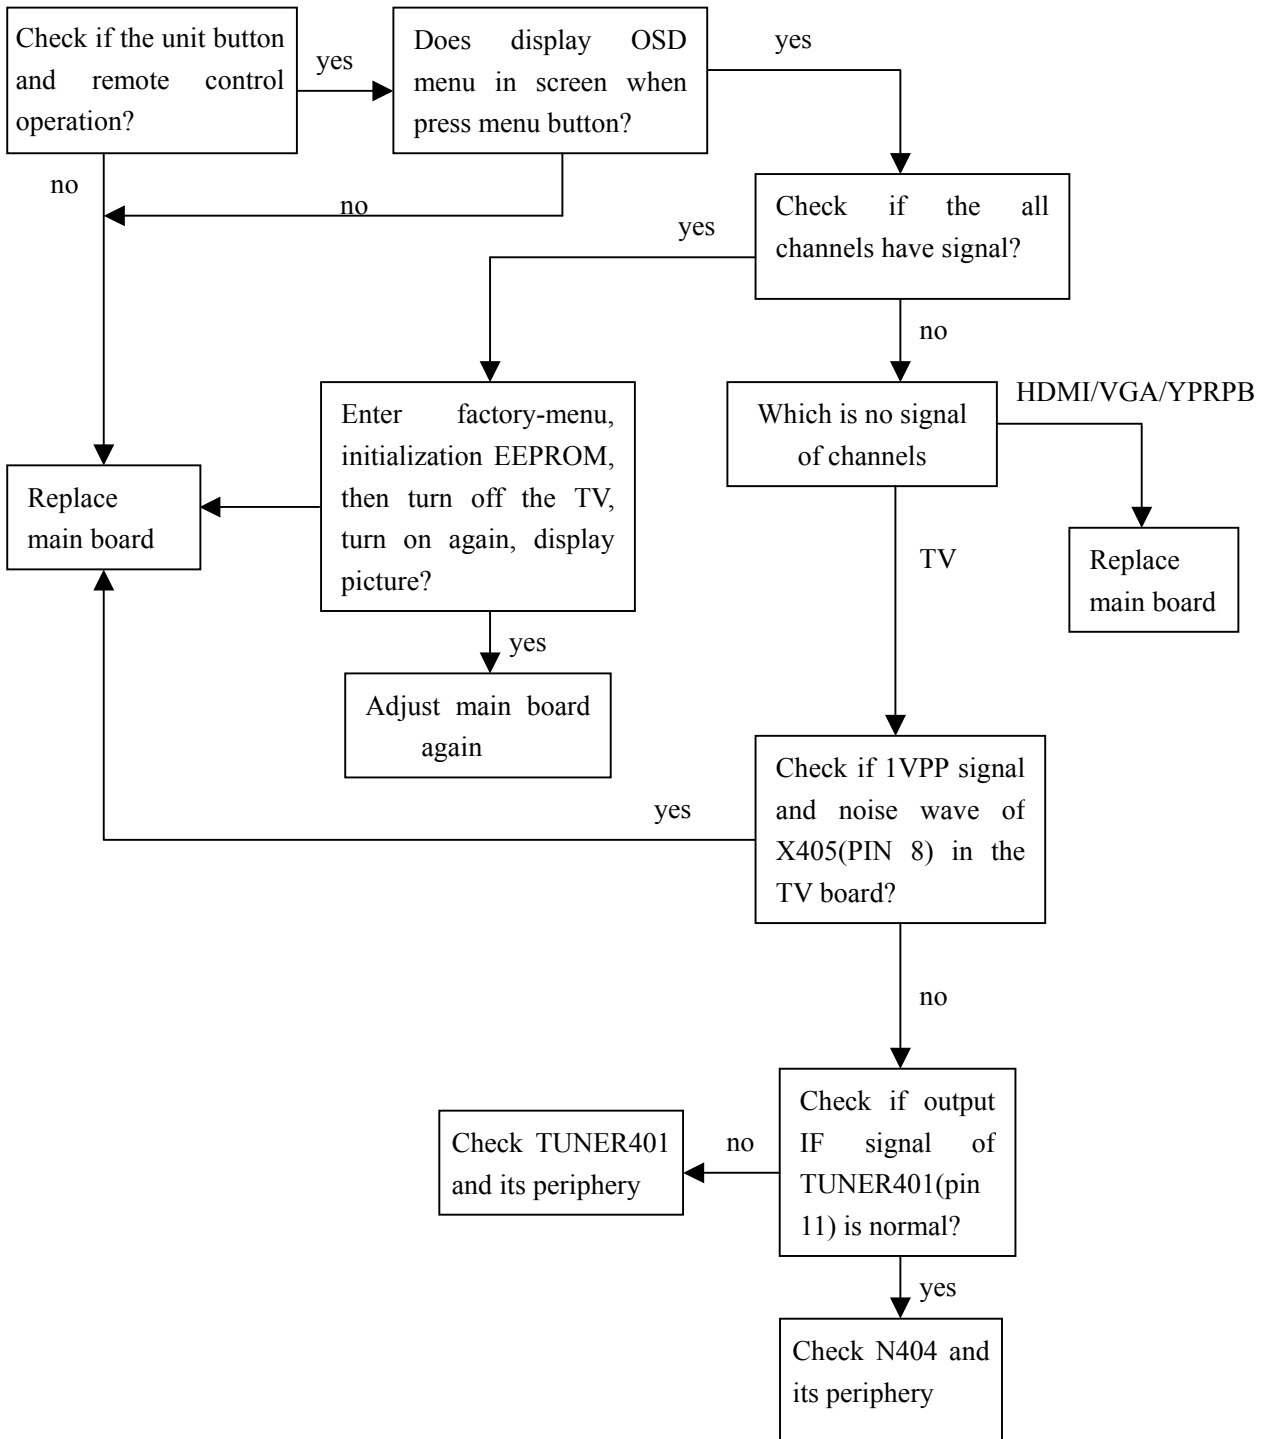 Check if the unit button
and remote control
operation?
yes
Does display OSD
menu in screen when
press menu button?
yes
no
no
Check if the all
channels have signal?
yes
no
Enter factory-menu,
initialization EEPROM,
then turn off the TV,
turn on again, display
picture?
Which is no signal
of channels
HDMI/VGA/YPRPB
Replace
main board
TV
Replace
main board
yes
Adjust main board
again
Check if 1VPP signal
and noise wave of
X405(PIN 8) in the
TV board?
yes
no
Check if output
IF signal of
TUNER401(pin
11) is normal?
no
Check TUNER401
and its periphery
yes
Check N404 and
its periphery